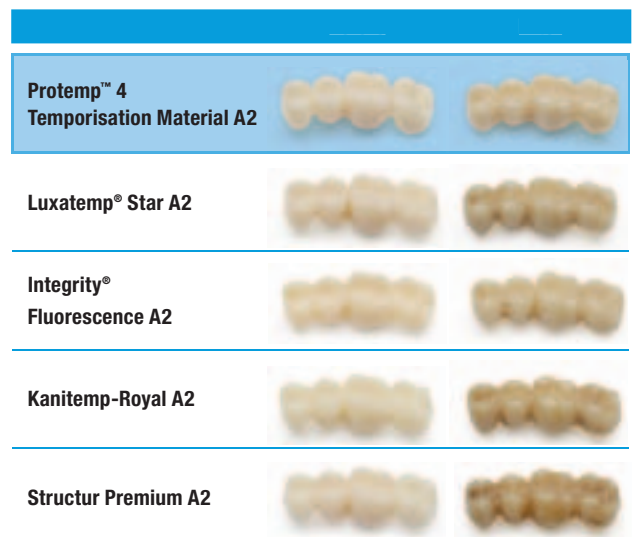 Protemp™ 4
Temporisation Material A2
Luxatemp® Star A2
Integrity®
Fluorescence A2
Kanitemp-Royal A2
Structur Premium A2